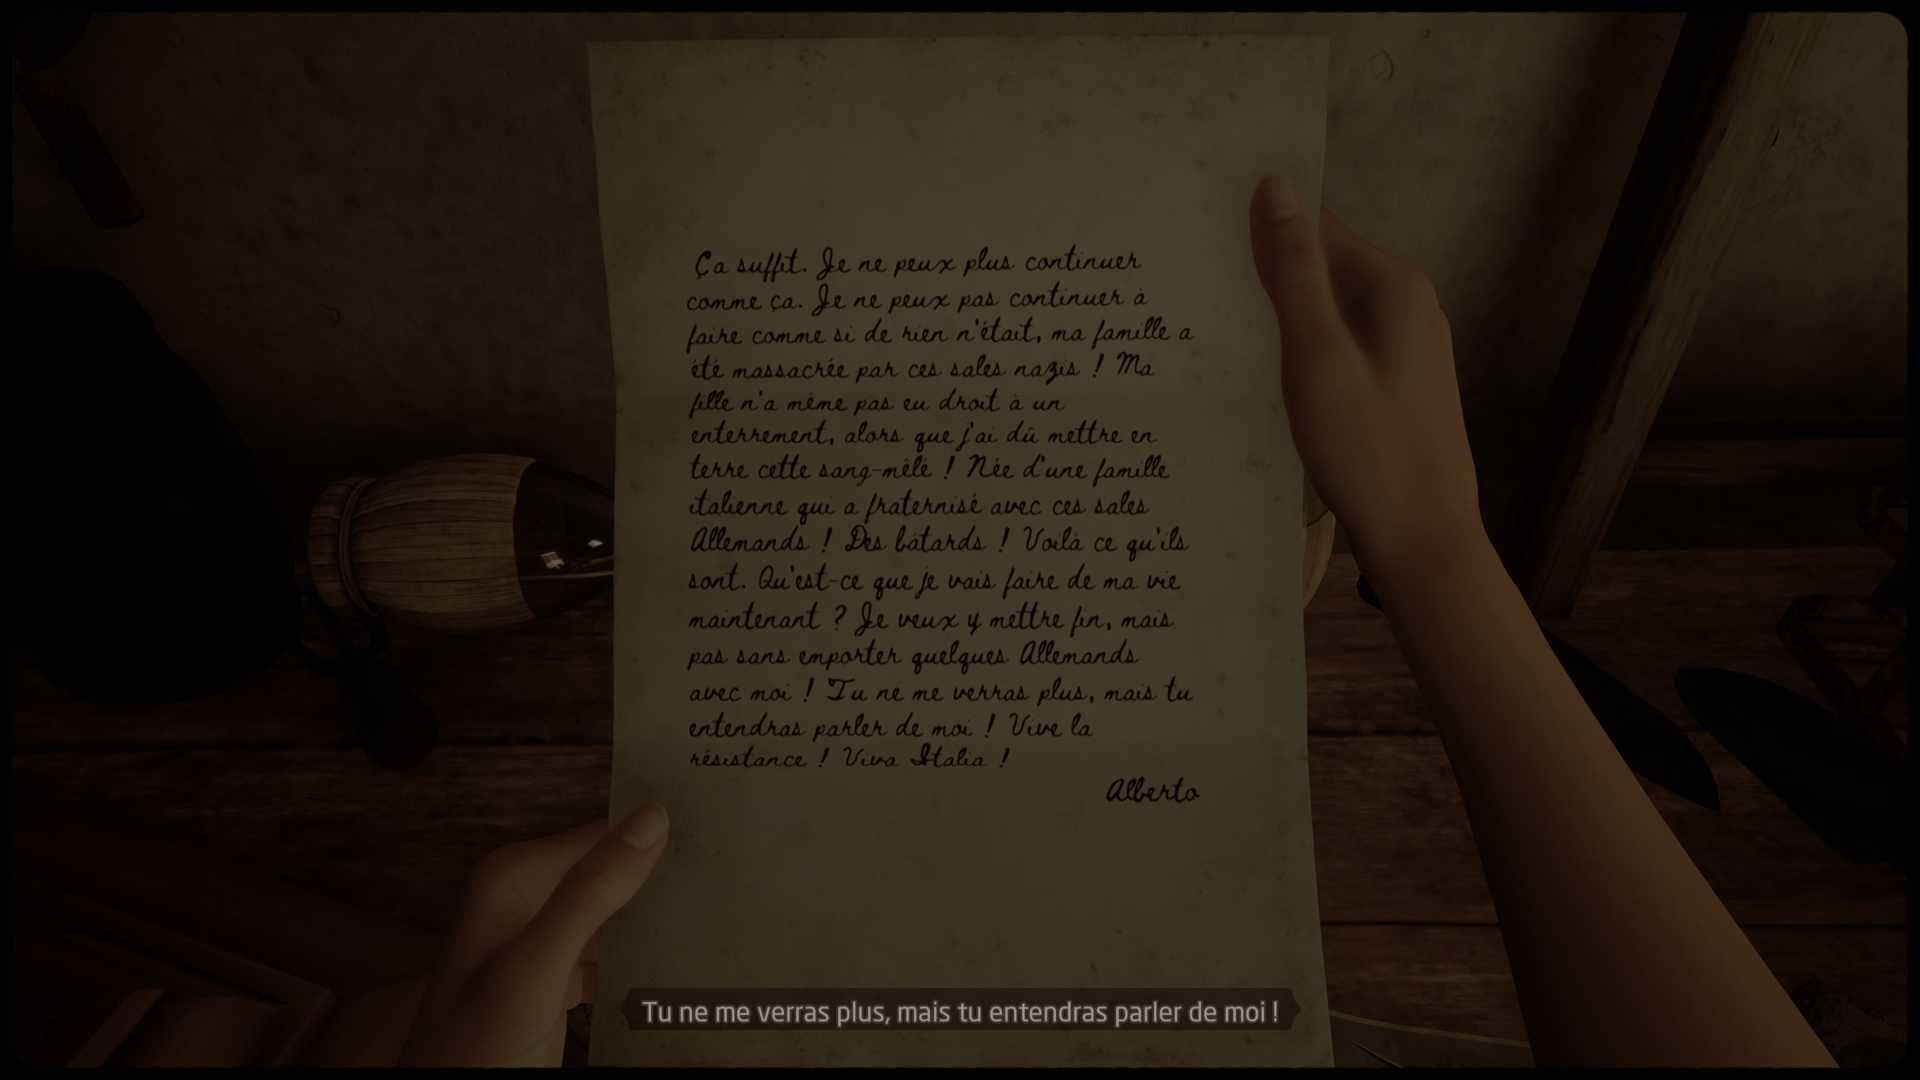 Ça suffit. Je ne peux plus continuer
comme ça. Je ne peux pas continuer à
faire comme si de rien n'était, ma famille a
été massacrée par ces sales nazis ! Ma
fille n'a même pas eu droit à un
enterrement, alors que j'ai dû mettre en
terre cette sang-mêlé ! Née d'une famille
italienne qui a fraternisé avec ces sales
Allemands ! Des bâtards ! Voilà ce qu'ils
sont. Qu'est-ce que je vais faire de ma vie
maintenant ? Je veux y mettre fin, mais
pas sans emporter quelques Allemands
avec moi ! Tu ne me verras plus, mais tu
entendras parler de moi ! Vive la
résistance ! Viva Italia !
Alberto
Tu ne me verras plus, mais tu entendras parler de moi !